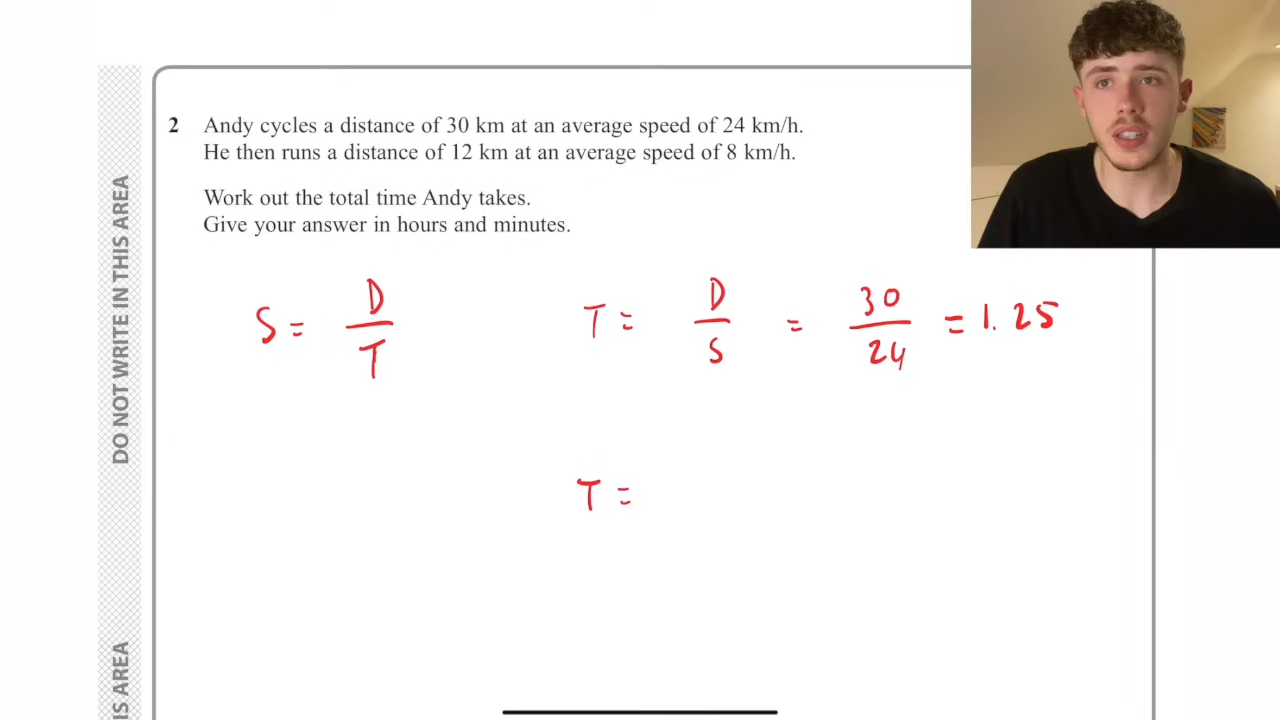 2 Andy cycles a distance of 30 km at an average speed of 24 km/h.
He then runs a distance of 12 km at an average speed of 8 km/h.
Work out the total time Andy takes.
Give your answer in hours and minutes.
S = D/T
T = D/S = 30/24 = 1.25
T =
DO NOT WRITE IN THIS AREA
IS AREA